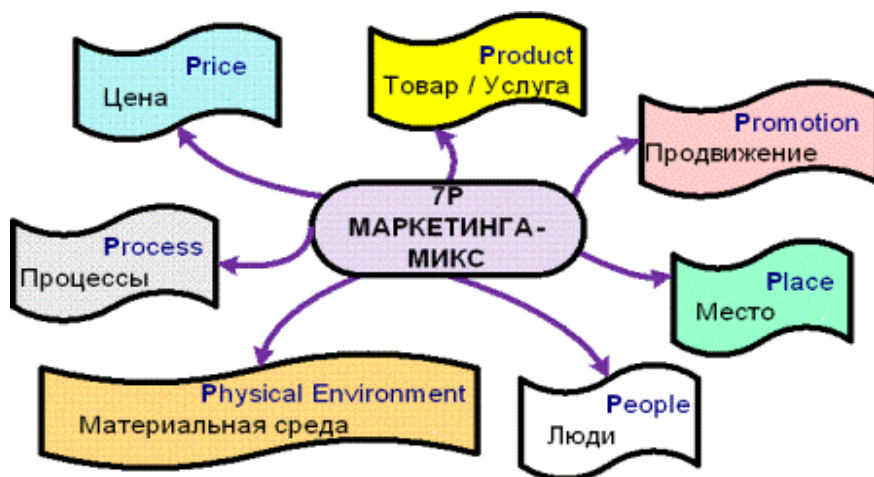 Price
Цена
Product
Товар / Услуга
Promotion
Продвижение
7P
МАРКЕТИНГА-
МИКС
Process
Процессы
Place
Место
Physical Environment
Материальная среда
People
Люди